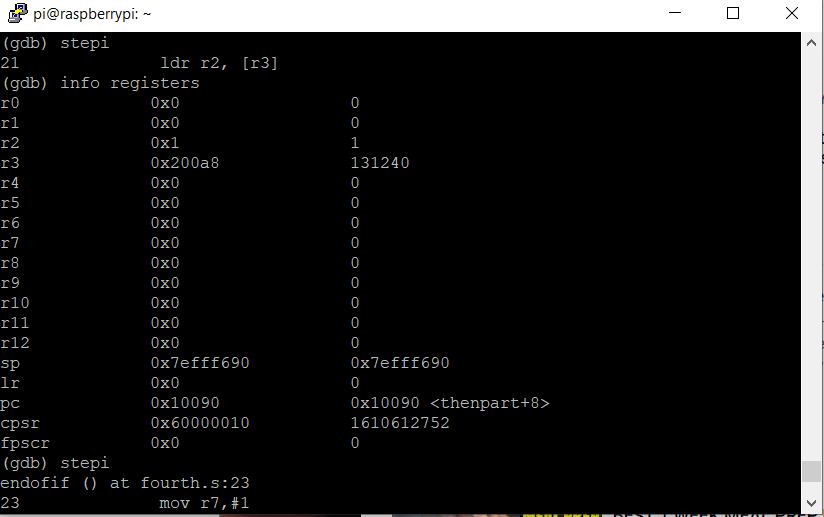 pi@raspberrypi: ~
(gdb) stepi
21 ldr r2, [r3]
(gdb) info registers
r0 0x0 0
r1 0x0 0
r2 0x1 1
r3 0x200a8 131240
r4 0x0 0
r5 0x0 0
r6 0x0 0
r7 0x0 0
r8 0x0 0
r9 0x0 0
r10 0x0 0
r11 0x0 0
r12 0x0 0
sp 0x7efff690 0x7efff690
lr 0x0 0
pc 0x10090 0x10090 <thenpart+8>
cpsr 0x60000010 1610612752
fpscr 0x0 0
(gdb) stepi
endofif () at fourth.s:23
23 mov r7,#1